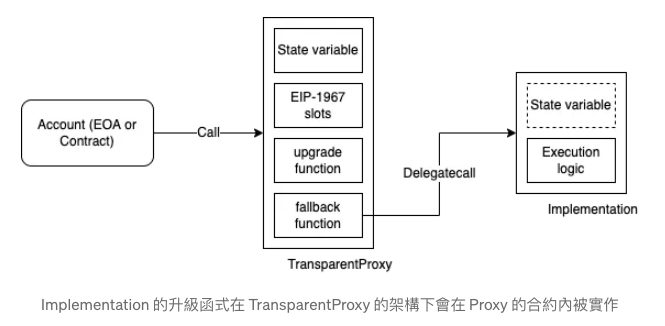 State variable
EIP-1967
slots
Account (EOA or
Contract)
Call
upgrade
function
fallback
function
TransparentProxy
Delegatecall
State variable
Execution
logic
Implementation
Implementation 的升級函式在 TransparentProxy 的架構下會在 Proxy 的合約內被實作